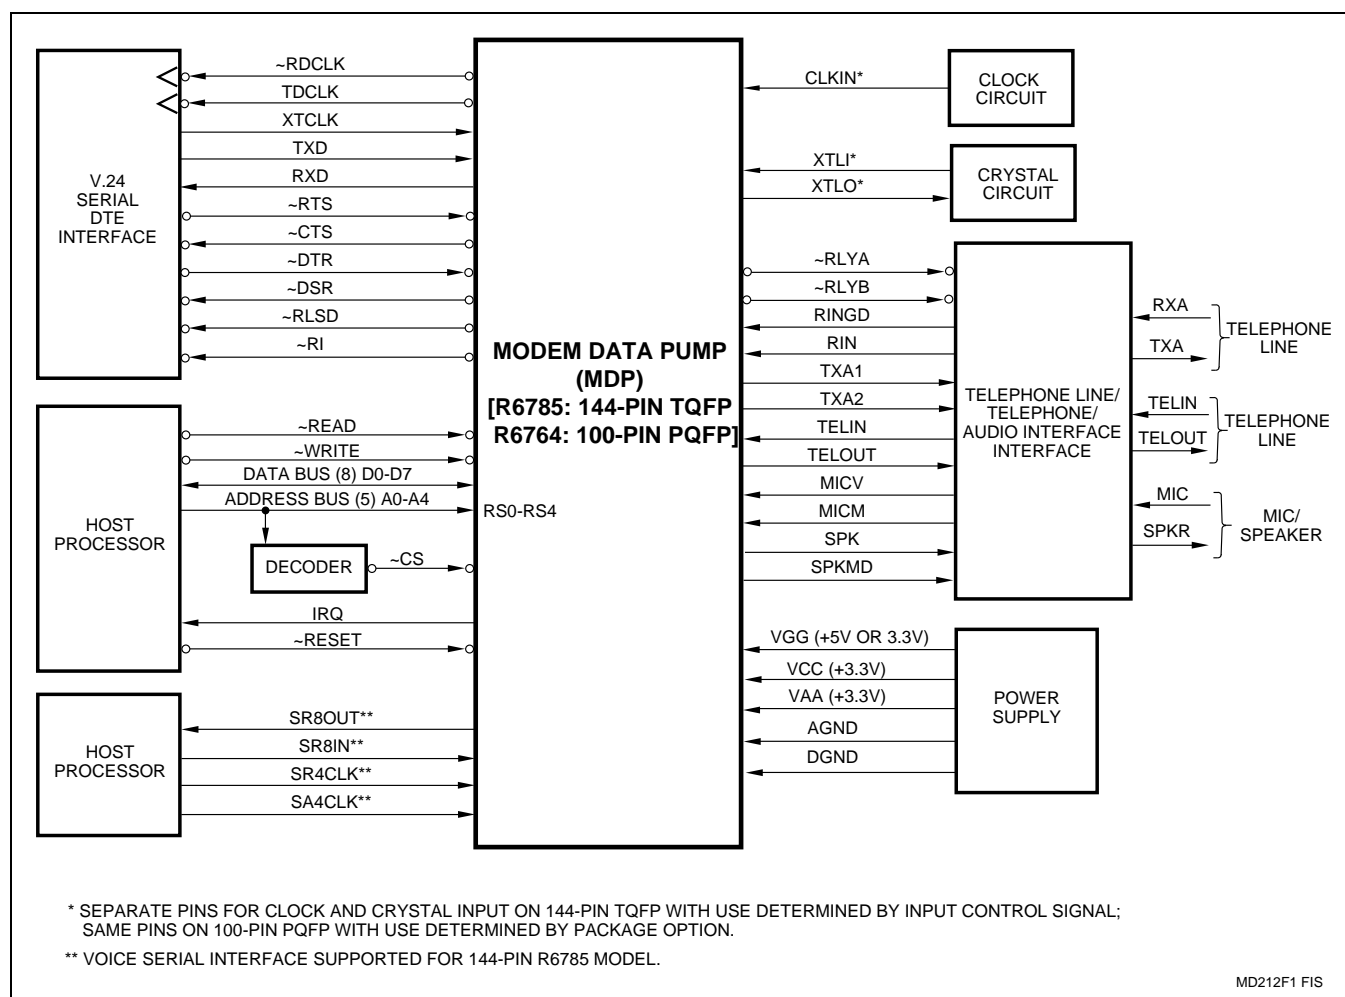 ~RDCLK
TDCLK
XTCLK
TXD
RXD
~RTS
~CTS
~DTR
~DSR
~RLSD
~RI
V.24
SERIAL
DTE
INTERFACE
~READ
~WRITE
DATA BUS (8) D0-D7
ADDRESS BUS (5) A0-A4
RS0-RS4
HOST
PROCESSOR
DECODER
~CS
IRQ
~RESET
HOST
PROCESSOR
SR8OUT**
SR8IN**
SR4CLK**
SA4CLK**
MODEM DATA PUMP
(MDP)
[R6785: 144-PIN TQFP
R6764: 100-PIN PQFP]
CLKIN*
CLOCK
CIRCUIT
XTLI*
XTLO*
CRYSTAL
CIRCUIT
~RLYA
~RLYB
RINGD
RIN
TXA1
TXA2
TELIN
TELOUT
MICV
MICM
SPK
SPKMD
TELEPHONE LINE/
TELEPHONE/
AUDIO INTERFACE
INTERFACE
RXA
TXA
TELEPHONE
LINE
TELIN
TELOUT
TELEPHONE
LINE
MIC
SPKR
MIC/
SPEAKER
VGG (+5V OR 3.3V)
VCC (+3.3V)
VAA (+3.3V)
AGND
DGND
POWER
SUPPLY
* SEPARATE PINS FOR CLOCK AND CRYSTAL INPUT ON 144-PIN TQFP WITH USE DETERMINED BY INPUT CONTROL SIGNAL;
SAME PINS ON 100-PIN PQFP WITH USE DETERMINED BY PACKAGE OPTION.
** VOICE SERIAL INTERFACE SUPPORTED FOR 144-PIN R6785 MODEL.
MD212F1 FIS